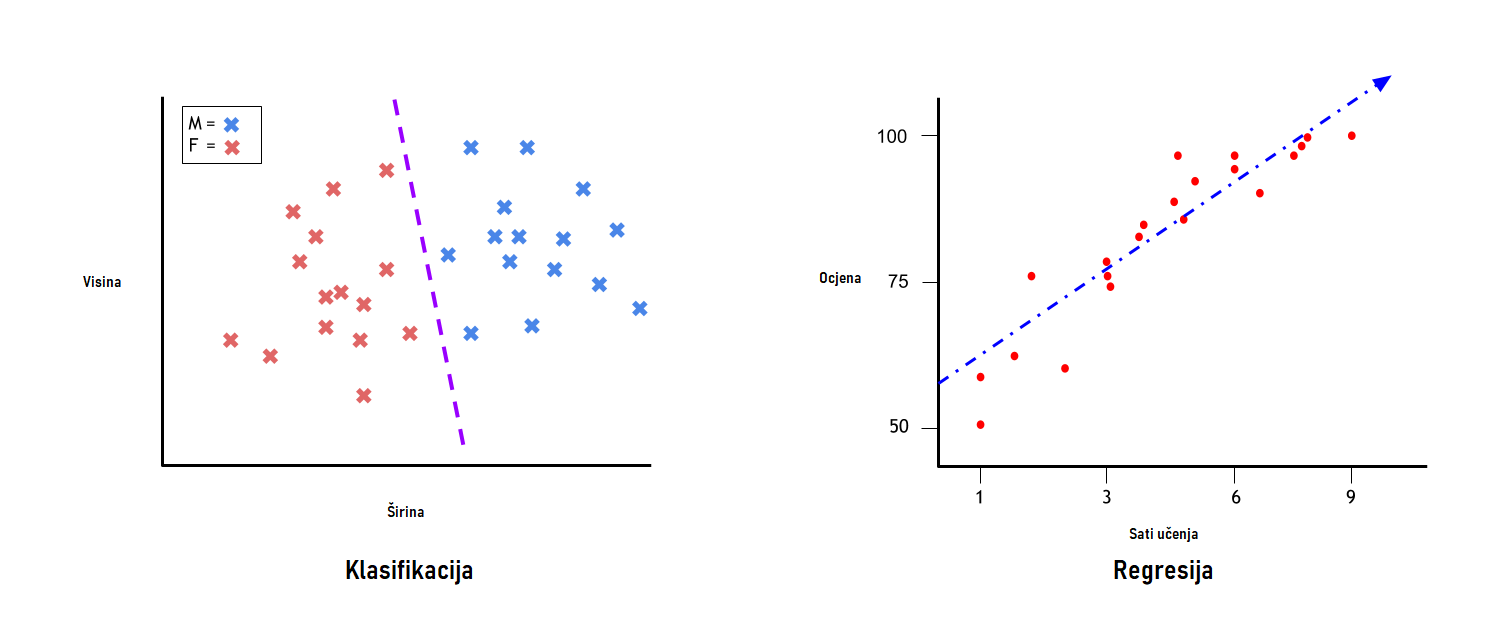 M =
F =
Visina
Širina
Klasifikacija
100
75
50
Ocjena
1 3 6 9
Sati učenja
Regresija